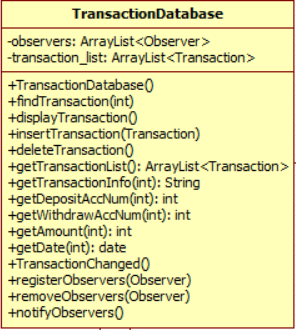 TransactionDatabase
-observers: ArrayList<Observer>
-transaction_list: ArrayList<Transaction>
+TransactionDatabase()
+findTransaction(int)
+displayTransaction()
+insertTransaction(Transaction)
+deleteTransaction()
+getTransactionList(): ArrayList<Transaction>
+getTransactionInfo(int): String
+getDepositAccNum(int): int
+getWithdrawAccNum(int): int
+getAmount(int): int
+getDate(int): date
+TransactionChanged()
+registerObservers(Observer)
+removeObservers(Observer)
+notifyObservers()